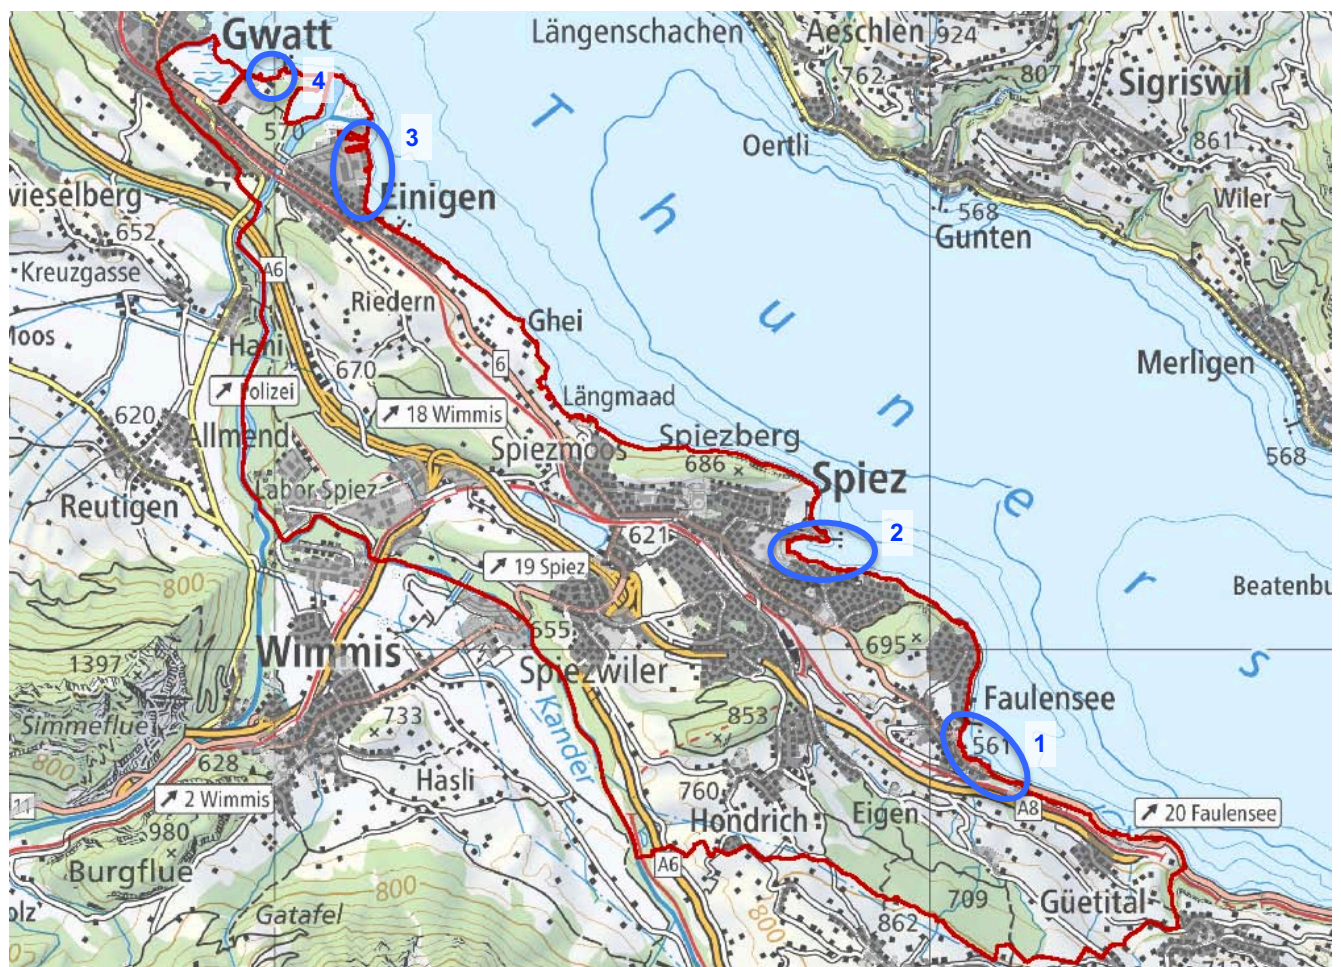 Gwatt
Längenschachen
Aeschlen 924
762
807
Sigriswil
4
570
3
Oertli
861
Einigen
Wiler
wieselberg
652
568
Gunten
Kreuzgasse
A6
Riedern
Ghei
Moos
Hani
6
Merligen
670
Polizei
Längmaad
620
18 Wimmis
Allmend
Spiezmoos
Spiezberg
686
568
Spiez
Reutigen
Labor Spiez
621
2
19 Spiez
800
Beatenbu
655
695
1397
Wimmis
Spiezwiler
Faulensee
Simmeflue
733
Kander
853
561
1
800
628
Hasli
760
11
2 Wimmis
A8
20 Faulensee
980
Hondrich
Eigen
Burgflue
A6
800
709
Güetital
olz
Gatafel
862
800
T h u n e r s